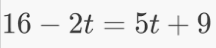 16 − 2t = 5t + 9